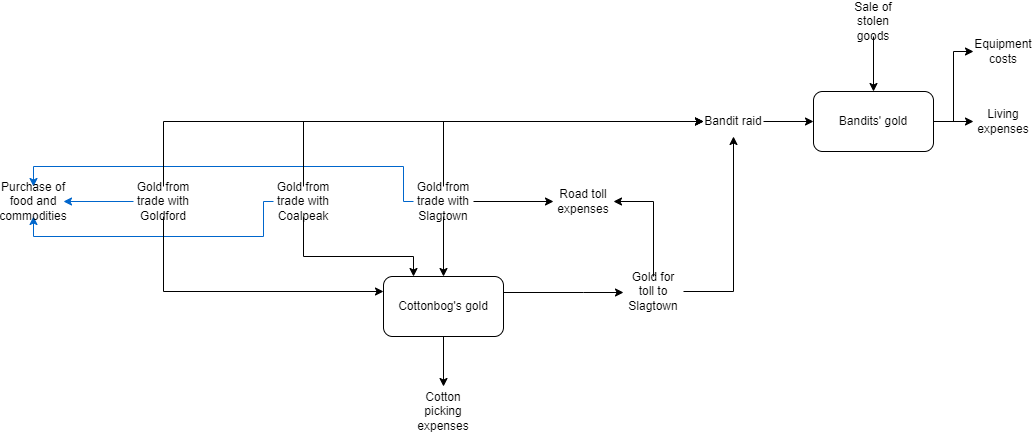 Sale of
stolen
goods
Equipment
costs
Bandit raid
Bandits' gold
Living
expenses
Purchase of
food and
commodities
Gold from
trade with
Goldford
Gold from
trade with
Coalpeak
Gold from
trade with
Slagtown
Road toll
expenses
Gold for
toll to
Slagtown
Cottonbog's gold
Cotton
picking
expenses